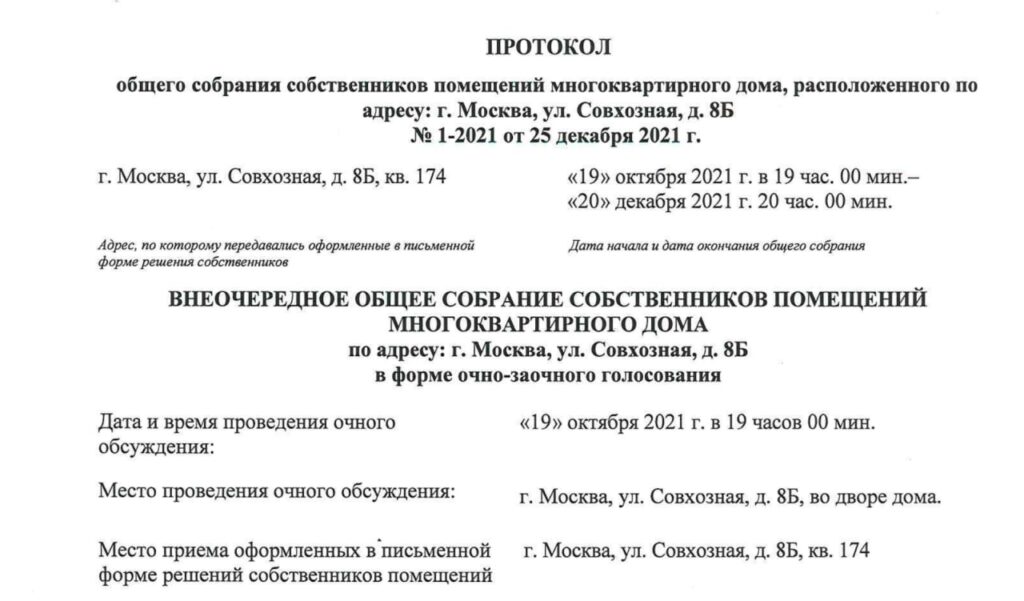 ПРОТОКОЛ
общего собрания собственников помещений многоквартирного дома, расположенного по
адресу: г. Москва, ул. Совхозная, д. 8Б
№ 1-2021 от 25 декабря 2021 г.
г. Москва, ул. Совхозная, д. 8Б, кв. 174
«19» октября 2021 г. в 19 час. 00 мин.–
«20» декабря 2021 г. 20 час. 00 мин.
Адрес, по которому передавались оформленные в письменной
форме решения собственников
Дата начала и дата окончания общего собрания
ВНЕОЧЕРЕДНОЕ ОБЩЕЕ СОБРАНИЕ СОБСТВЕННИКОВ ПОМЕЩЕНИЙ
МНОГОКВАРТИРНОГО ДОМА
по адресу: г. Москва, ул. Совхозная, д. 8Б
в форме очно-заочного голосования
Дата и время проведения очного
обсуждения:
«19» октября 2021 г. в 19 часов 00 мин.
Место проведения очного обсуждения:
г. Москва, ул. Совхозная, д. 8Б, во дворе дома.
Место приема оформленных в письменной
форме решений собственников помещений
г. Москва, ул. Совхозная, д. 8Б, кв. 174